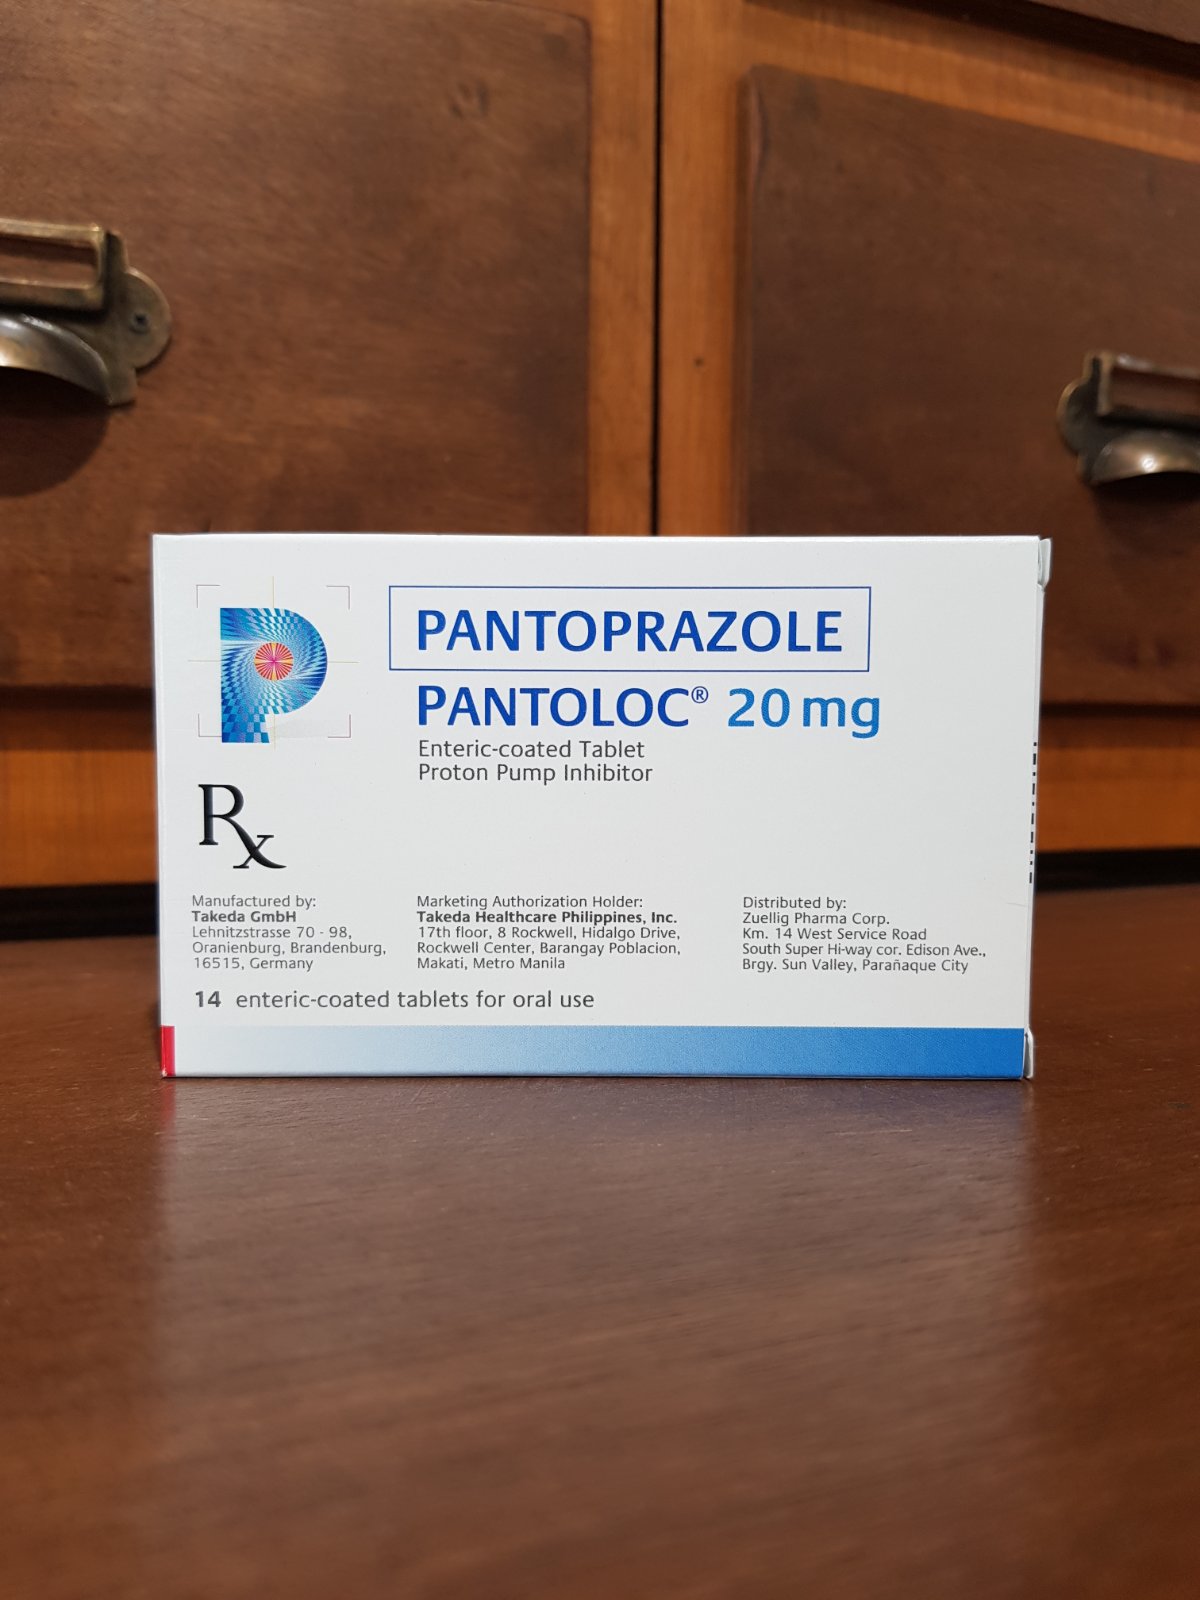 PANTOPRAZOLE
PANTOLOC® 20 mg
Enteric-coated Tablet
Proton Pump Inhibitor
Rx
Manufactured by:
Takeda GmbH
Lehnitzstrasse 70 - 98,
Oranienburg, Brandenburg,
16515, Germany
Marketing Authorization Holder:
Takeda Healthcare Philippines, Inc.
17th floor, 8 Rockwell, Hidalgo Drive,
Rockwell Center, Barangay Poblacion,
Makati, Metro Manila
Distributed by:
Zuellig Pharma Corp.
Km. 14 West Service Road
South Super Hi-way cor. Edison Ave.,
Brgy. Sun Valley, Parañaque City
14 enteric-coated tablets for oral use